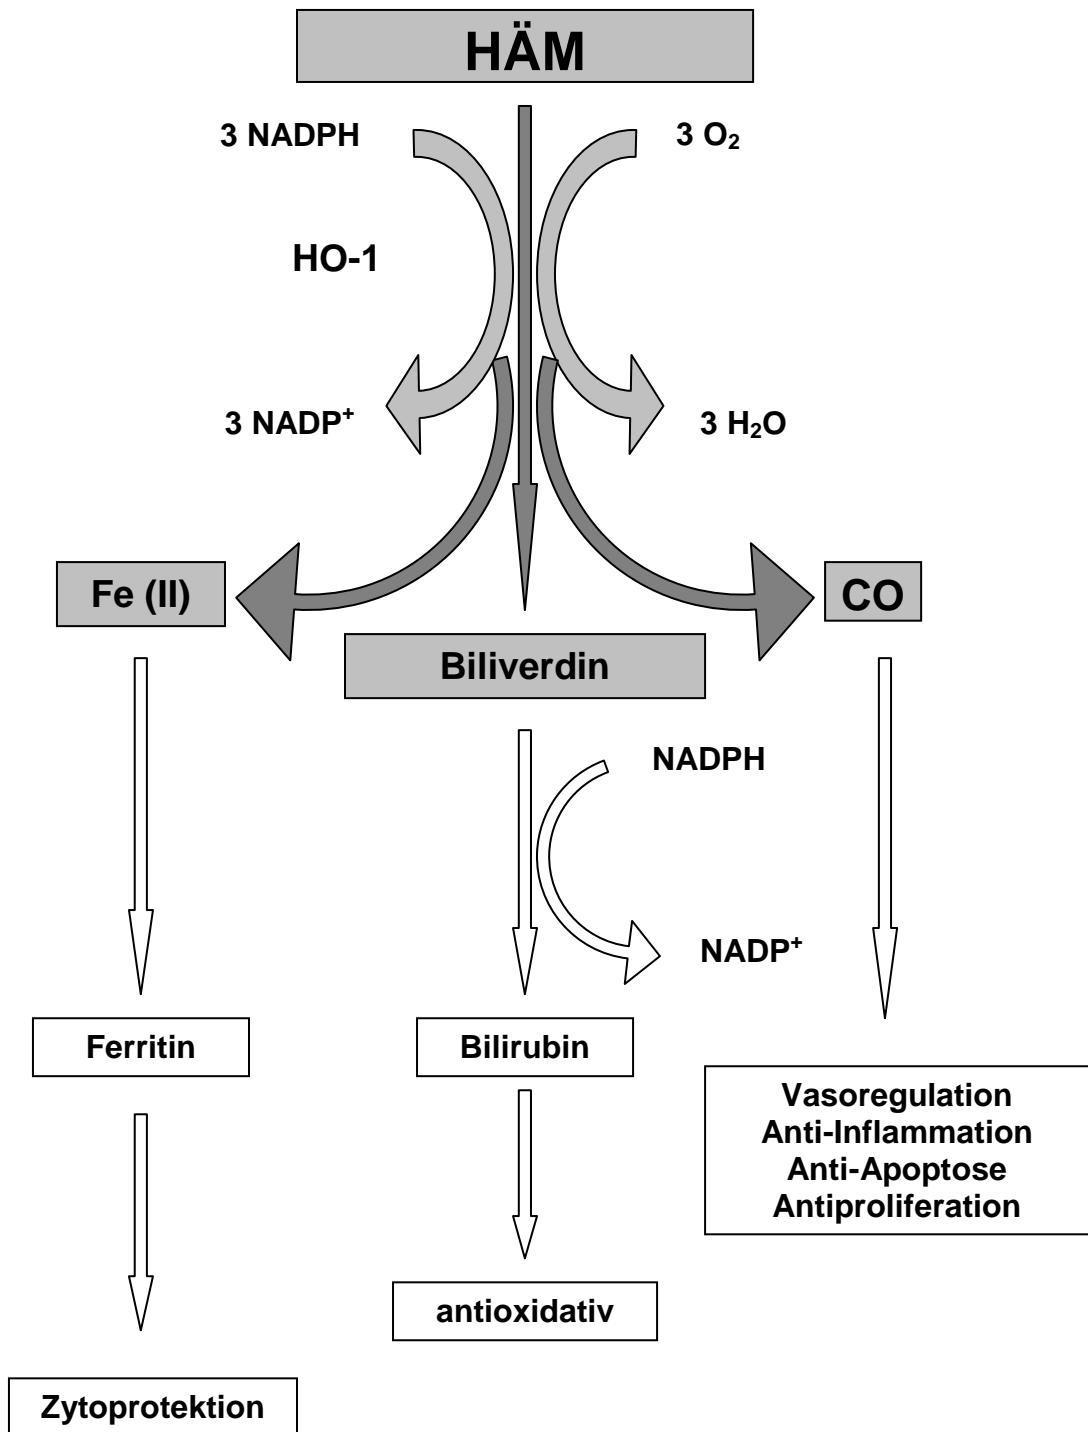 HÄM
3 NADPH
3 O₂
HO-1
3 NADP⁺
3 H₂O
Fe (II)
CO
Biliverdin
NADPH
NADP⁺
Ferritin
Bilirubin
Vasoregulation
Anti-Inflammation
Anti-Apoptose
Antiproliferation
antioxidativ
Zytoprotektion